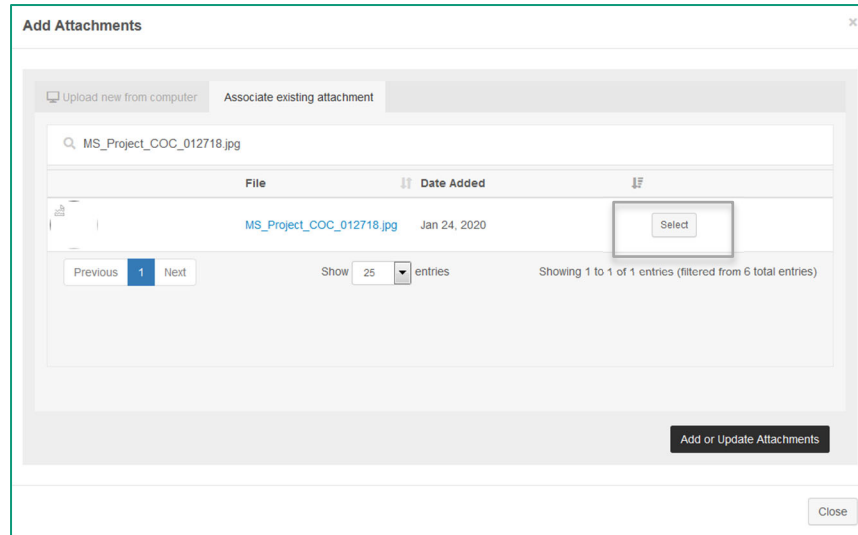 Add Attachments
×
Upload new from computer Associate existing attachment
MS_Project_COC_012718.jpg
File Date Added
MS_Project_COC_012718.jpg Jan 24, 2020 Select
Previous 1 Next Show 25 entries Showing 1 to 1 of 1 entries (filtered from 6 total entries)
Add or Update Attachments
Close